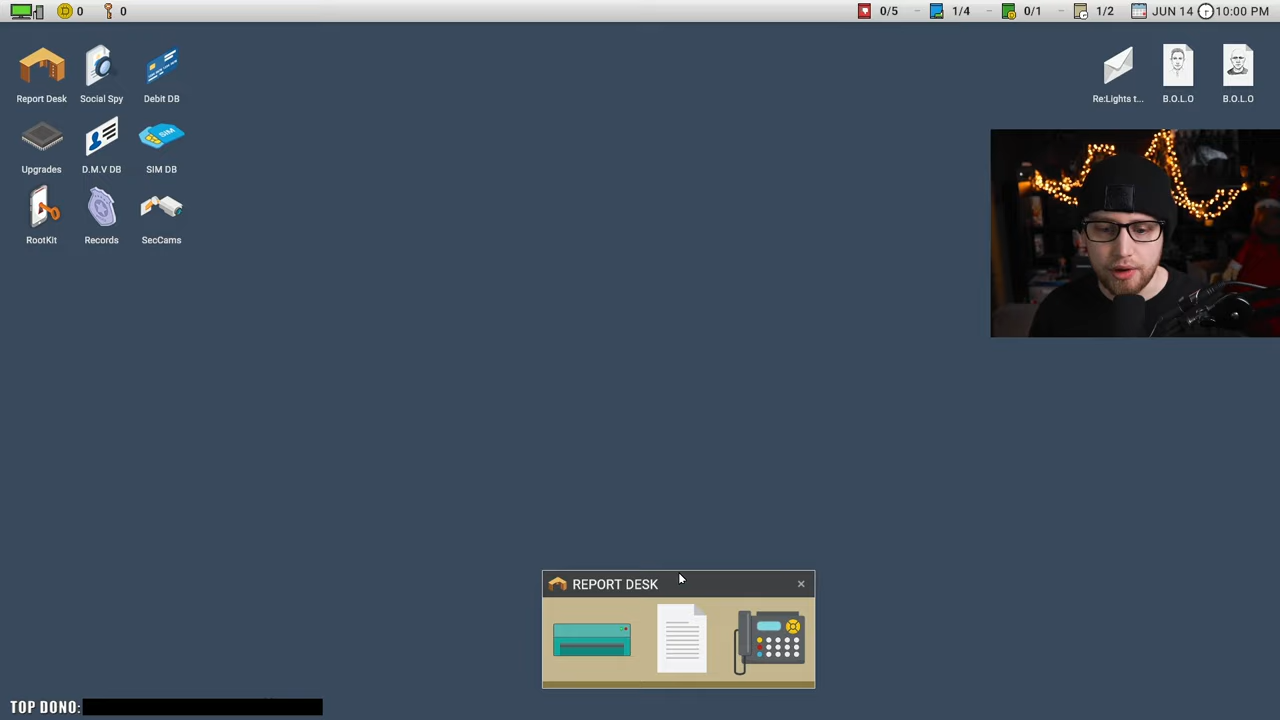 0 0 0/5 1/4 0/1 1/2 JUN 14 10:00 PM
Report Desk Social Spy Debit DB Re:Lights t... B.O.L.O B.O.L.O
SIM
Upgrades D.M.V DB SIM DB
RootKit Records SecCams
REPORT DESK ×
TOP DONO: